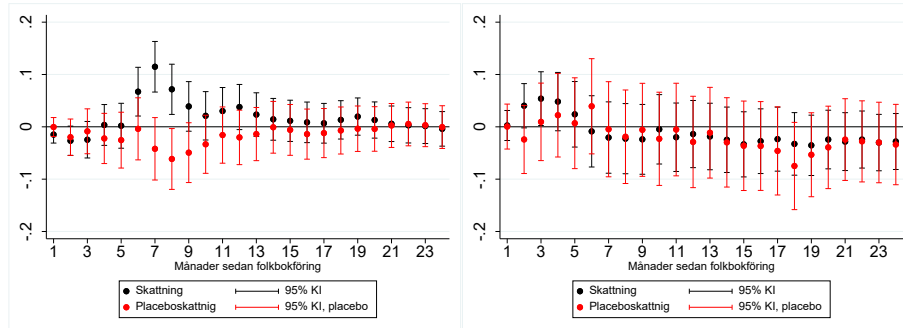 .2
.1
0
-.1
-.2
1 3 5 7 9 11 13 15 17 19 21 23
Månader sedan folkbokföring
Skattning 95% KI
Placeboskattnig 95% KI, placebo
.2
.1
0
-.1
-.2
1 3 5 7 9 11 13 15 17 19 21 23
Månader sedan folkbokföring
Skattning 95% KI
Placeboskattnig 95% KI, placebo